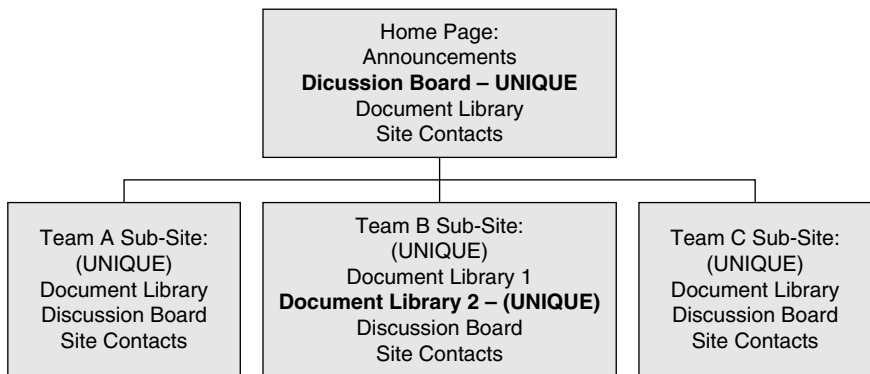 Home Page:
Announcements
Dicussion Board – UNIQUE
Document Library
Site Contacts
Team A Sub-Site:
(UNIQUE)
Document Library
Discussion Board
Site Contacts
Team B Sub-Site:
(UNIQUE)
Document Library 1
Document Library 2 – (UNIQUE)
Discussion Board
Site Contacts
Team C Sub-Site:
(UNIQUE)
Document Library
Discussion Board
Site Contacts